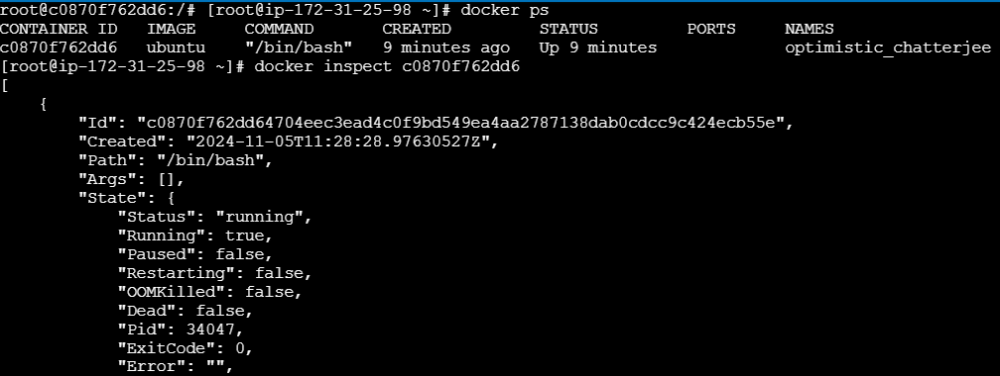 root@c0870f762dd6:/# [root@ip-172-31-25-98 ~]# docker ps
CONTAINER ID   IMAGE     COMMAND       CREATED         STATUS         PORTS     NAMES
c0870f762dd6   ubuntu    "/bin/bash"   9 minutes ago   Up 9 minutes             optimistic_chatterjee
[root@ip-172-31-25-98 ~]# docker inspect c0870f762dd6
[
    {
        "Id": "c0870f762dd64704eec3ead4c0f9bd549ea4aa2787138dab0cdcc9c424ecb55e",
        "Created": "2024-11-05T11:28:28.97630527Z",
        "Path": "/bin/bash",
        "Args": [],
        "State": {
            "Status": "running",
            "Running": true,
            "Paused": false,
            "Restarting": false,
            "OOMKilled": false,
            "Dead": false,
            "Pid": 34047,
            "ExitCode": 0,
            "Error": "",